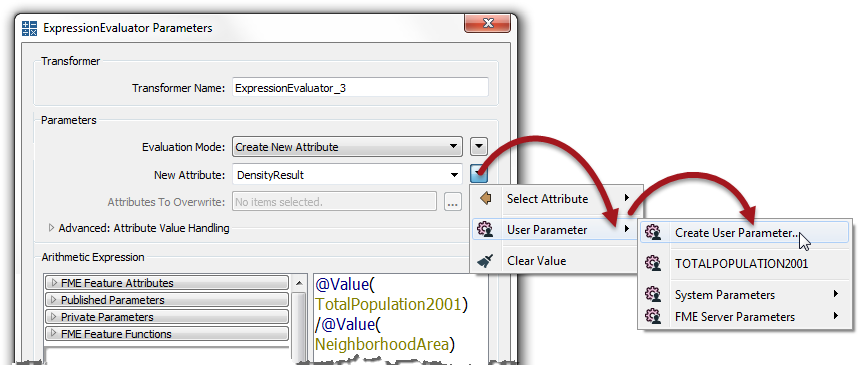 ExpressionEvaluator Parameters
Transformer
Transformer Name: ExpressionEvaluator_3
Parameters
Evaluation Mode: Create New Attribute
New Attribute: DensityResult
Attributes To Overwrite: No items selected. ...
Advanced: Attribute Value Handling
Arithmetic Expression
FME Feature Attributes
Published Parameters
Private Parameters
FME Feature Functions
@Value(
TotalPopulation2001)
/@Value(
NeighborhoodArea)
Select Attribute
User Parameter
Clear Value
Create User Parameter...
TOTALPOPULATION2001
System Parameters
FME Server Parameters